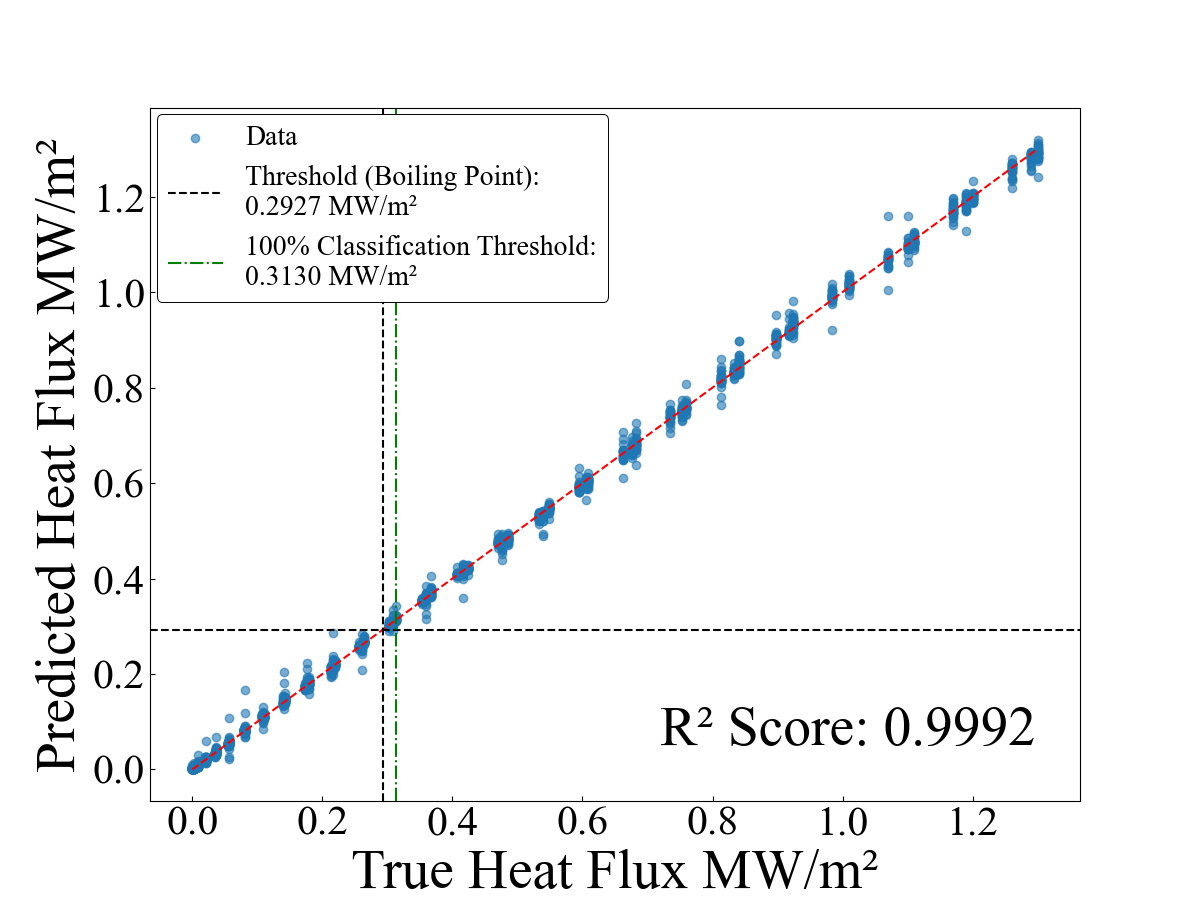 Data
Threshold (Boiling Point):
0.2927 MW/m²
100% Classification Threshold:
0.3130 MW/m²
Predicted Heat Flux MW/m²
1.2
1.0
0.8
0.6
0.4
0.2
0.0
R² Score: 0.9992
0.0 0.2 0.4 0.6 0.8 1.0 1.2
True Heat Flux MW/m²